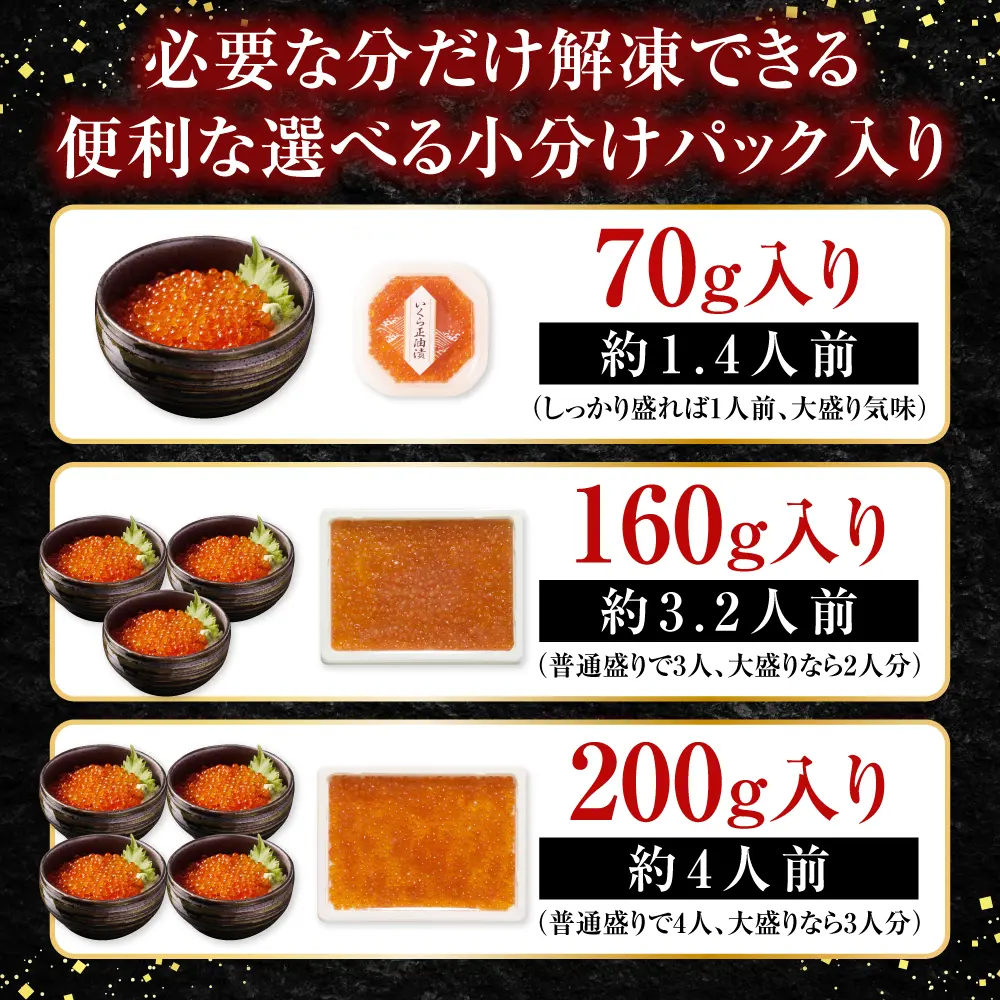 必要な分だけ解凍できる
便利な選べる小分けパック入り
いくら正油漬
70g入り
約1.4人前
（しっかり盛れば1人前、大盛り気味）
160g入り
約3.2人前
（普通盛りで3人、大盛りなら2人分）
200g入り
約4人前
（普通盛りで4人、大盛りなら3人分）